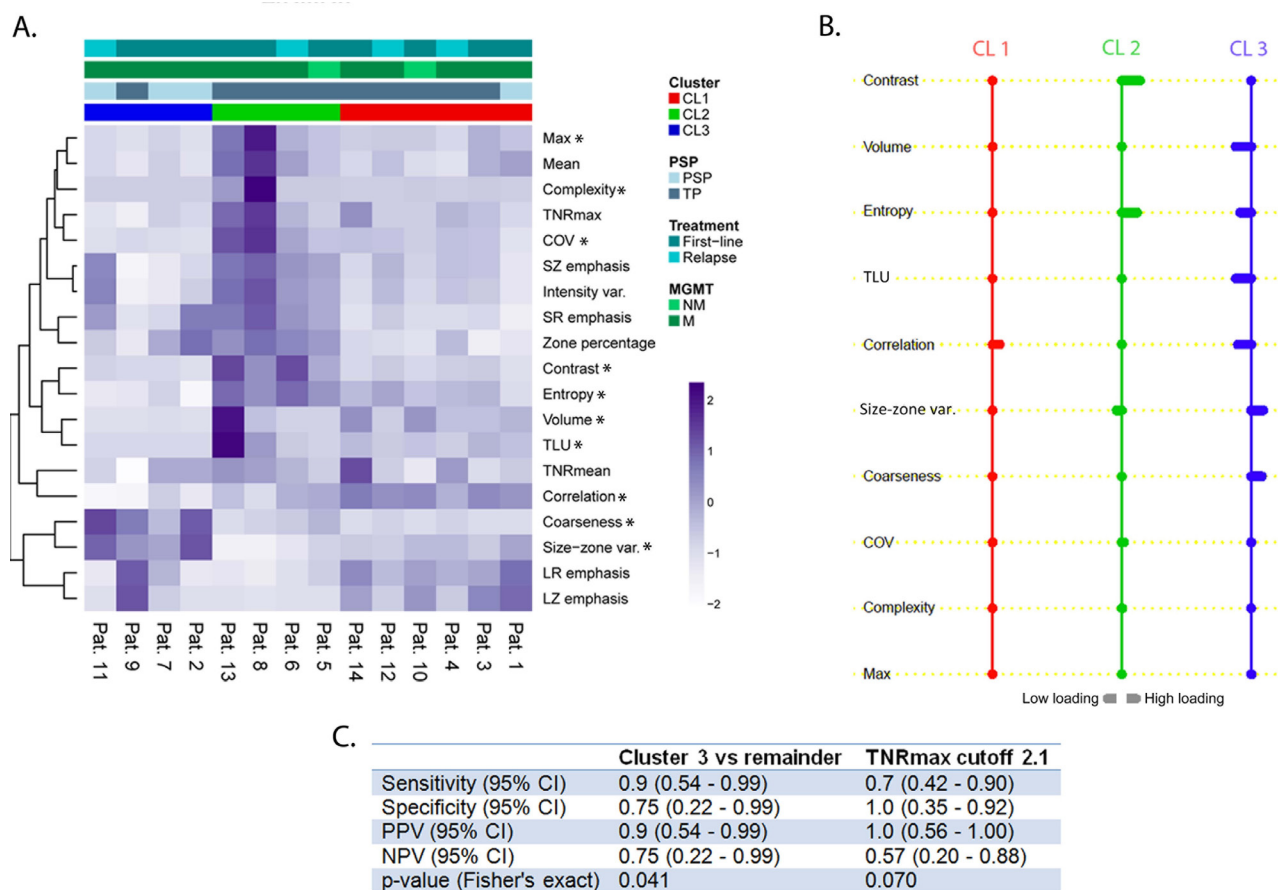 A.
Cluster
CL1
CL2
CL3
PSP
PSP
TP
Treatment
First-line
Relapse
MGMT
NM
M
Max *
Mean
Complexity *
TNRmax
COV *
SZ emphasis
Intensity var.
SR emphasis
Zone percentage
Contrast *
Entropy *
Volume *
TLU *
TNRmean
Correlation *
Coarseness *
Size-zone var. *
LR emphasis
LZ emphasis
2
1
0
−1
−2
Pat. 11
Pat. 9
Pat. 7
Pat. 2
Pat. 13
Pat. 8
Pat. 6
Pat. 5
Pat. 14
Pat. 12
Pat. 10
Pat. 4
Pat. 3
Pat. 1
B.
CL 1 CL 2 CL 3
Contrast
Volume
Entropy
TLU
Correlation
Size-zone var.
Coarseness
COV
Complexity
Max
Low loading High loading
C.
Cluster 3 vs remainder TNRmax cutoff 2.1
Sensitivity (95% CI) 0.9 (0.54 - 0.99) 0.7 (0.42 - 0.90)
Specificity (95% CI) 0.75 (0.22 - 0.99) 1.0 (0.35 - 0.92)
PPV (95% CI) 0.9 (0.54 - 0.99) 1.0 (0.56 - 1.00)
NPV (95% CI) 0.75 (0.22 - 0.99) 0.57 (0.20 - 0.88)
p-value (Fisher's exact) 0.041 0.070